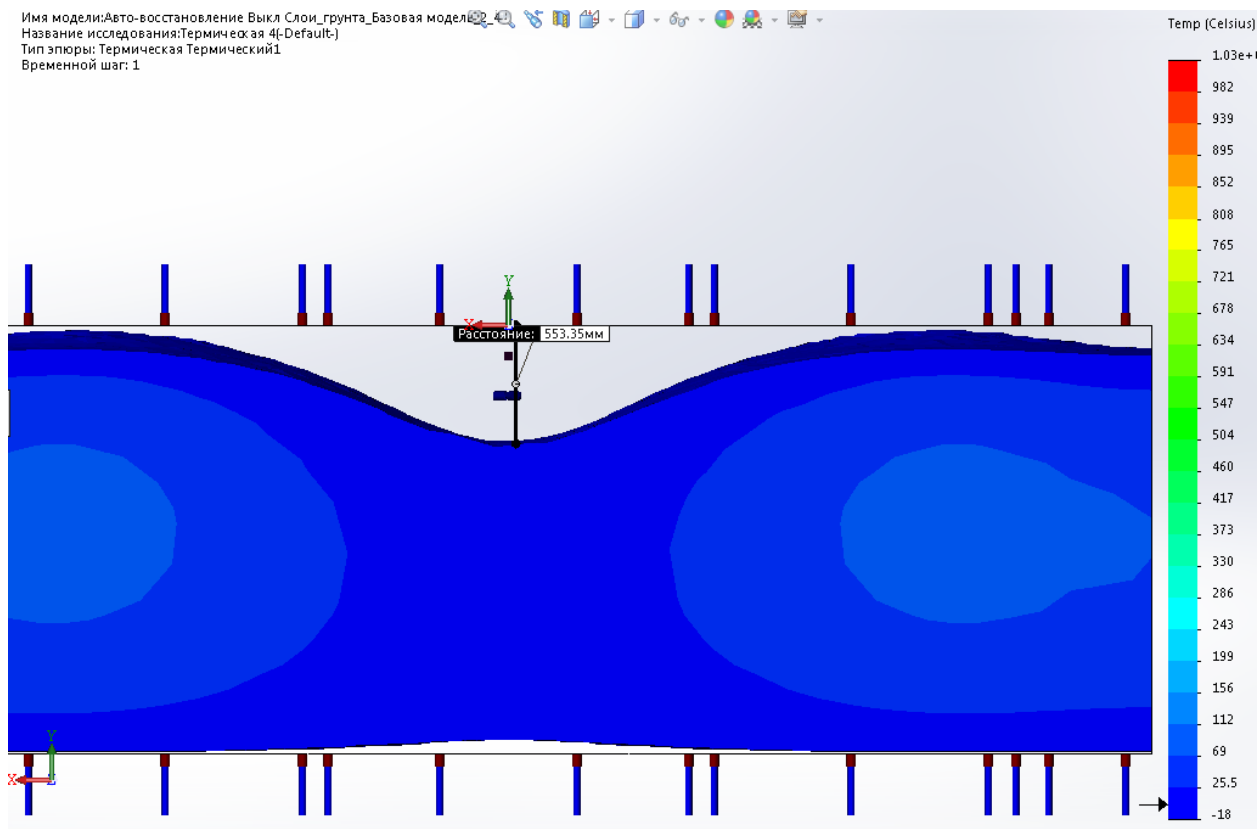 Имя модели:Авто-восстановление Выкл Слои_грунта_Базовая модель
Название исследования:Термическая 4(-Default-)
Тип эпюры: Термическая Термический1
Временной шаг: 1
Temp (Celsius)
982
939
895
852
808
765
721
678
634
591
547
504
460
417
373
330
286
243
199
156
112
69
25.5
-18
Y
X
Расстояние: 553.35мм
Y
X